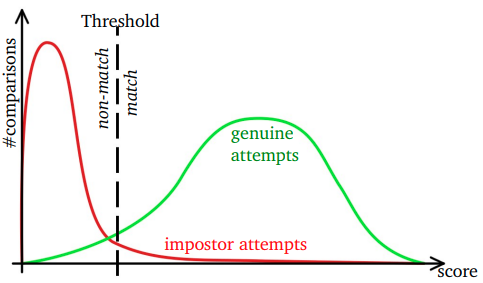 Threshold
#comparisons
non-match
match
genuine
attempts
impostor attempts
score